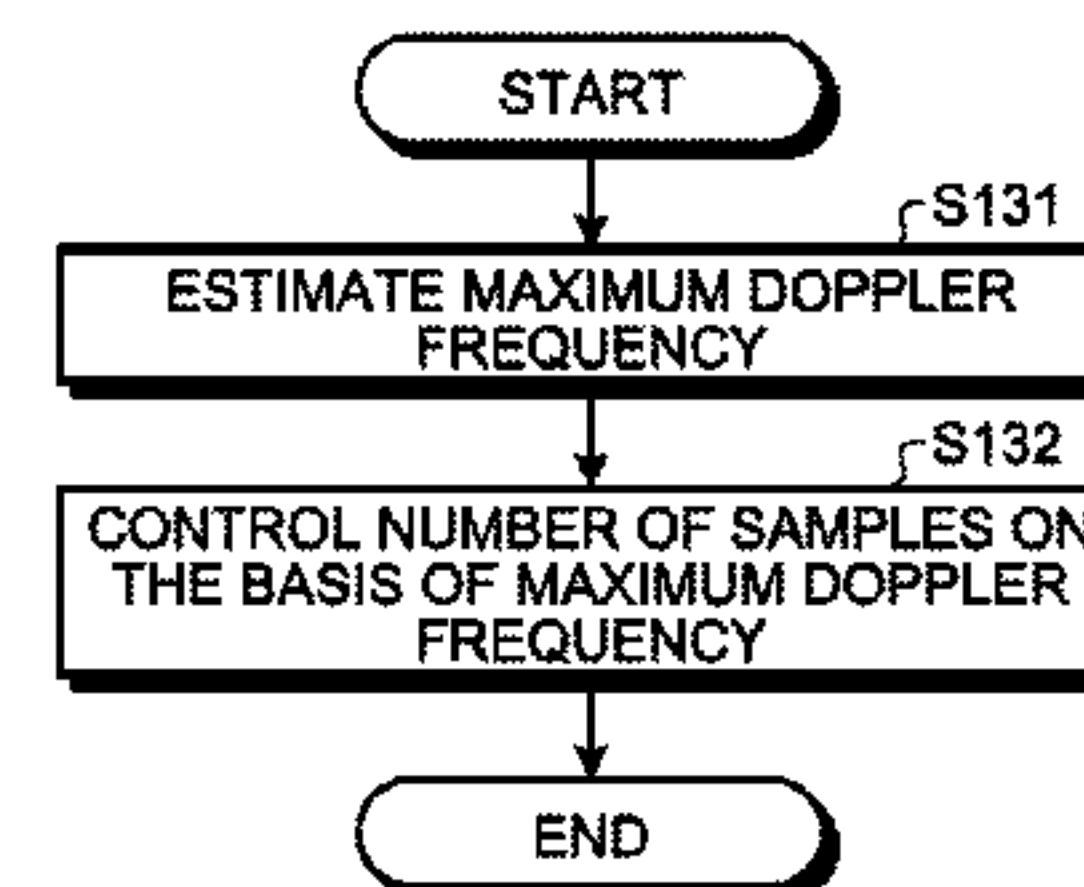 START
S131
ESTIMATE MAXIMUM DOPPLER
FREQUENCY
S132
CONTROL NUMBER OF SAMPLES ON
THE BASIS OF MAXIMUM DOPPLER
FREQUENCY
END